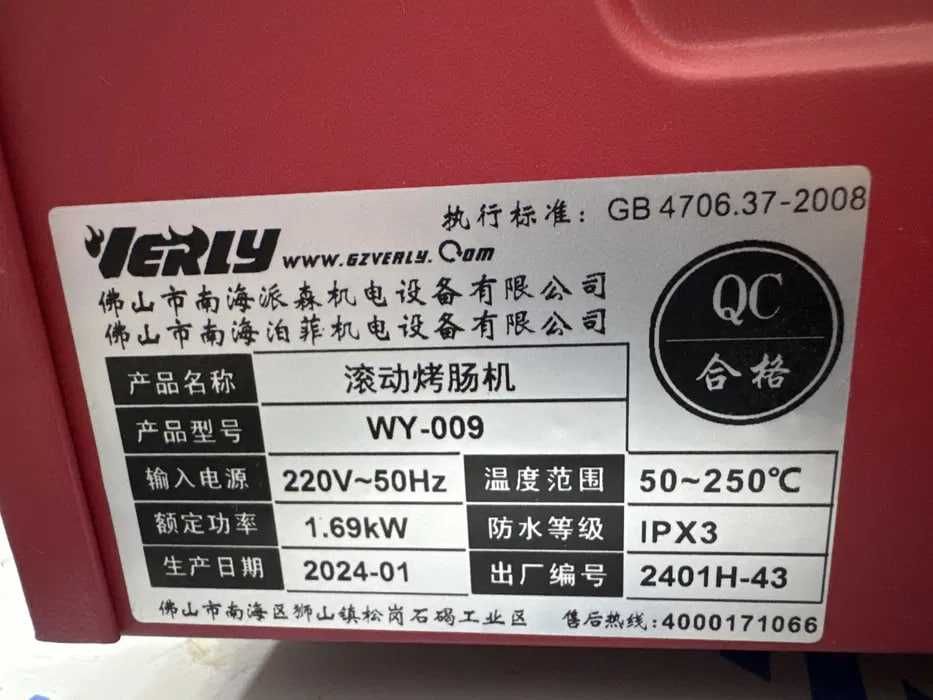 执行标准: GB 4706.37-2008
VERLY www.GZVERLY.Com
佛山市南海派森机电设备有限公司
佛山市南海泊菲机电设备有限公司
QC
合格
产品名称 滚动烤肠机
产品型号 WY-009
输入电源 220V~50Hz 温度范围 50~250℃
额定功率 1.69kW 防水等级 IPX3
生产日期 2024-01 出厂编号 2401H-43
佛山市南海区狮山镇松岗石碣工业区 售后热线:4000171066